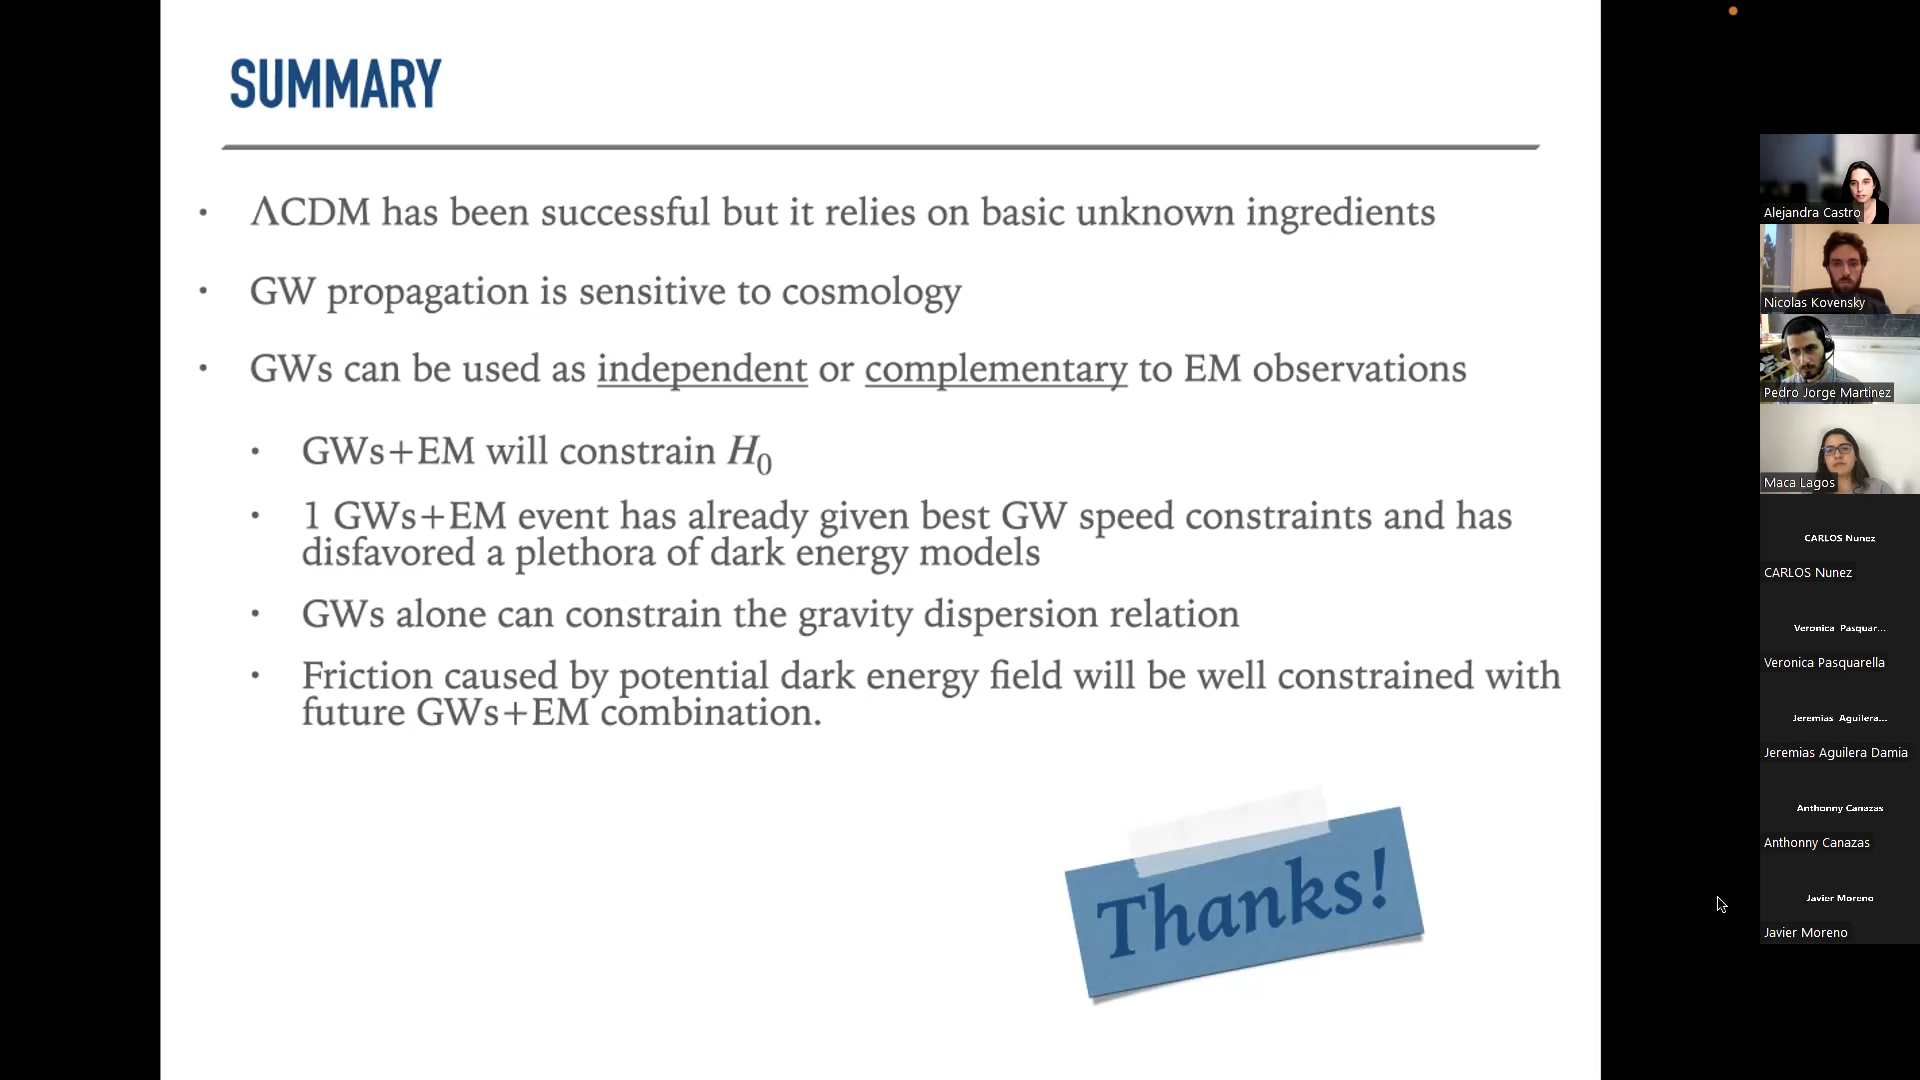 SUMMARY
• ΛCDM has been successful but it relies on basic unknown ingredients
• GW propagation is sensitive to cosmology
• GWs can be used as independent or complementary to EM observations
• GWs+EM will constrain H₀
• 1 GWs+EM event has already given best GW speed constraints and has
disfavored a plethora of dark energy models
• GWs alone can constrain the gravity dispersion relation
• Friction caused by potential dark energy field will be well constrained with
future GWs+EM combination.
Thanks!
Alejandra Castro
Nicolas Kovensky
Pedro Jorge Martinez
Maca Lagos
CARLOS Nunez
CARLOS Nunez
Veronica Pasquar...
Veronica Pasquarella
Jeremias Aguilera...
Jeremias Aguilera Damia
Anthonny Canazas
Anthonny Canazas
Javier Moreno
Javier Moreno